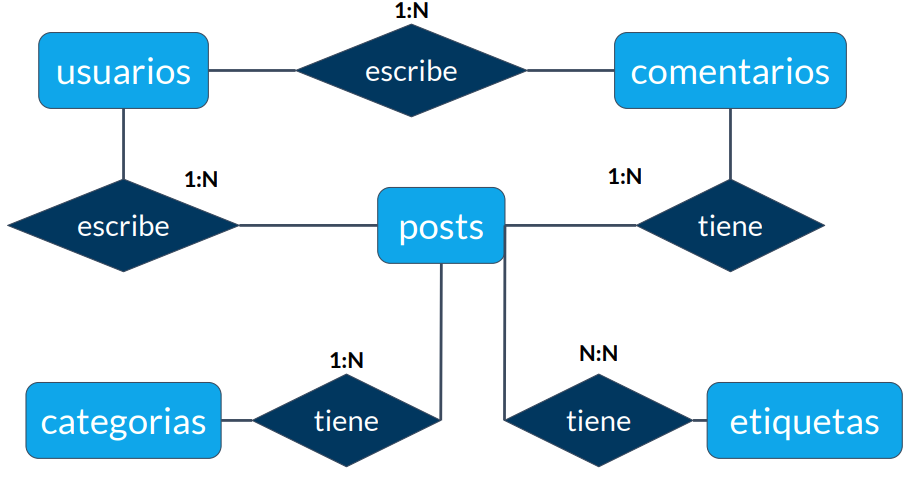 1:N
usuarios
escribe
comentarios
1:N
1:N
escribe
posts
tiene
1:N
N:N
categorias
tiene
tiene
etiquetas